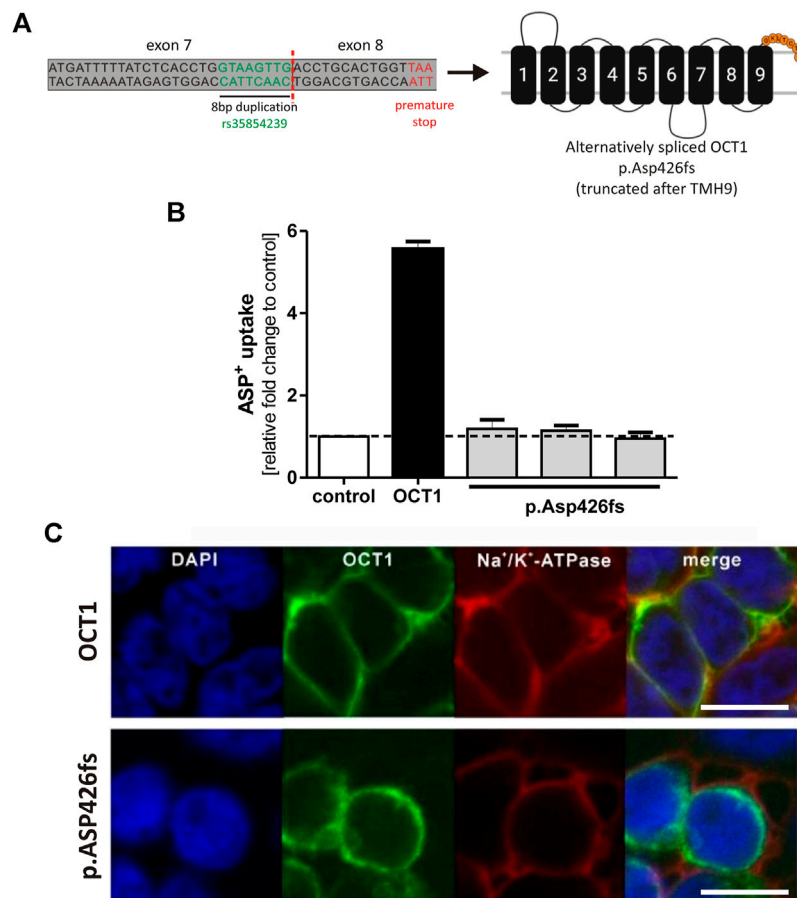 A
exon 7 exon 8
ATGATTTTTATCTCACCTGGTAAGTTGACCTGCACTGGTTAA
TACTAAAAATAGAGTGGACCATTCAACTGGACGTGACCAATT
8bp duplication
rs35854239
premature
stop
1 2 3 4 5 6 7 8 9
Alternatively spliced OCT1
p.Asp426fs
(truncated after TMH9)
B
ASP⁺ uptake
[relative fold change to control]
6
4
2
0
control OCT1 p.Asp426fs
C
DAPI OCT1 Na⁺/K⁺-ATPase merge
OCT1
p.ASP426fs